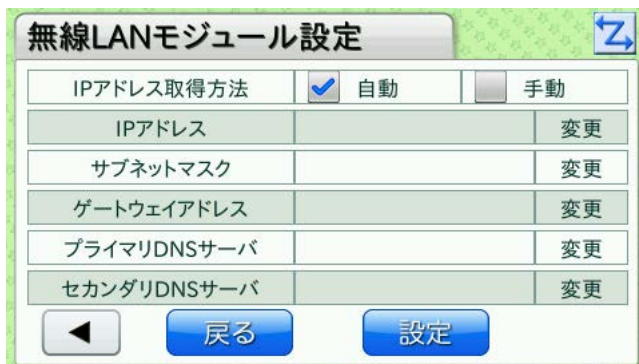 無線LANモジュール設定
IPアドレス取得方法 自動 手動
IPアドレス 変更
サブネットマスク 変更
ゲートウェイアドレス 変更
プライマリDNSサーバ 変更
セカンダリDNSサーバ 変更
戻る 設定